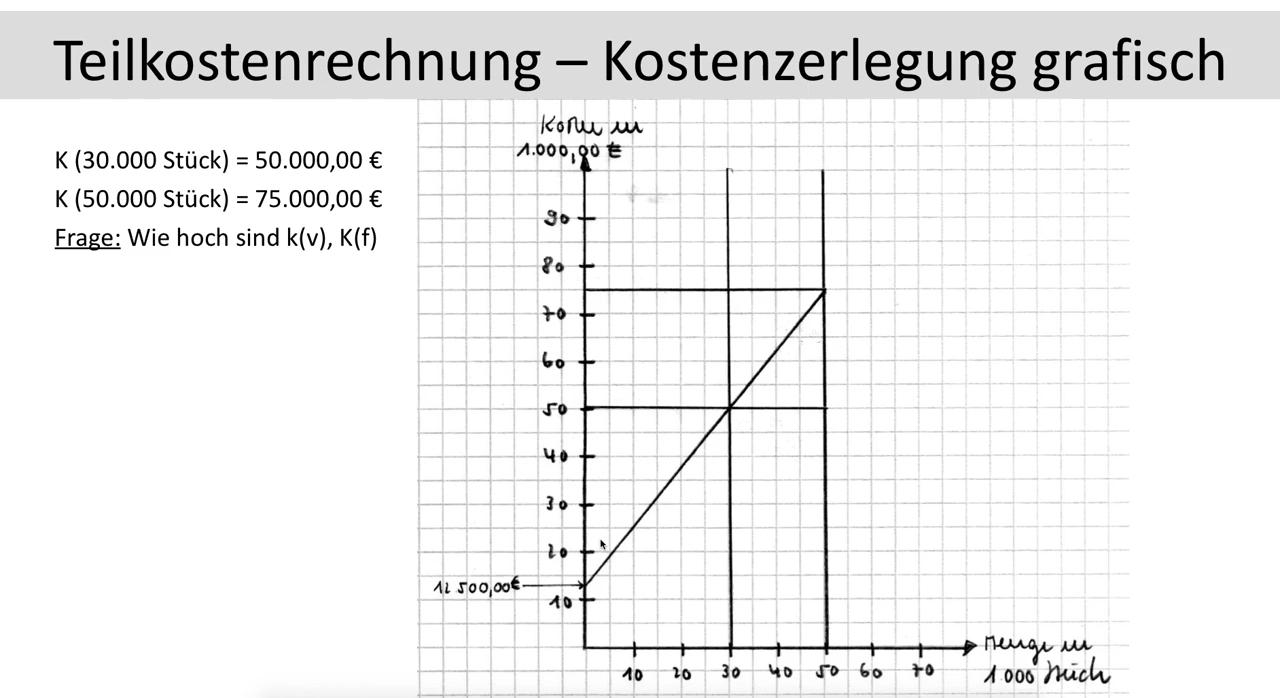 Teilkostenrechnung – Kostenzerlegung grafisch
K (30.000 Stück) = 50.000,00 €
K (50.000 Stück) = 75.000,00 €
Frage: Wie hoch sind k(v), K(f)
Kosten in
1.000,00 €
90
80
70
60
50
40
30
20
12 500,00€
10
10 20 30 40 50 60 70
Menge in
1.000 Stück